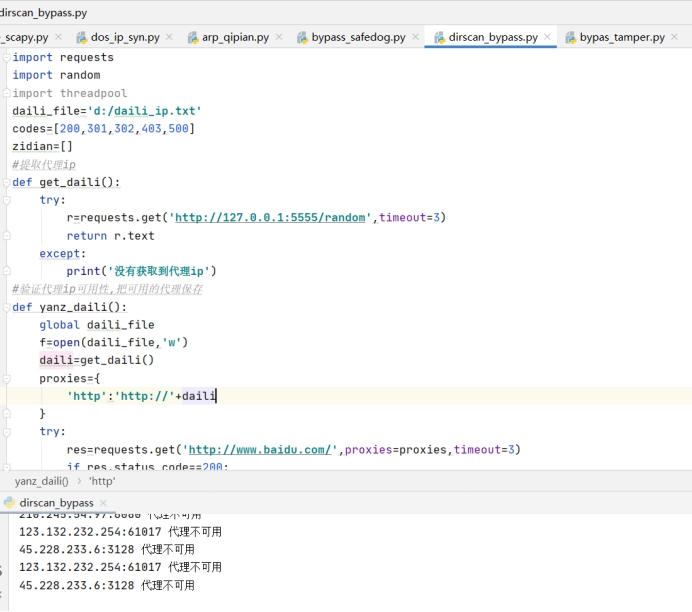 dirscan_bypass.py
_scapy.py
dos_ip_syn.py
arp_qipian.py
bypass_safedog.py
dirscan_bypass.py
bypas_tamper.py
import requests
import random
import threadpool
daili_file='d:/daili_ip.txt'
codes=[200,301,302,403,500]
zidian=[]
#提取代理ip
def get_daili():
    try:
        r=requests.get('http://127.0.0.1:5555/random',timeout=3)
        return r.text
    except:
        print('没有获取到代理ip')
#验证代理ip可用性,把可用的代理保存
def yanz_daili():
    global daili_file
    f=open(daili_file,'w')
    daili=get_daili()
    proxies={
        'http':'http://'+daili
    }
    try:
        res=requests.get('http://www.baidu.com/',proxies=proxies,timeout=3)
        if res.status_code==200:
yanz_daili() › 'http'
dirscan_bypass
代理不可用
123.132.232.254:61017 代理不可用
45.228.233.6:3128 代理不可用
123.132.232.254:61017 代理不可用
45.228.233.6:3128 代理不可用